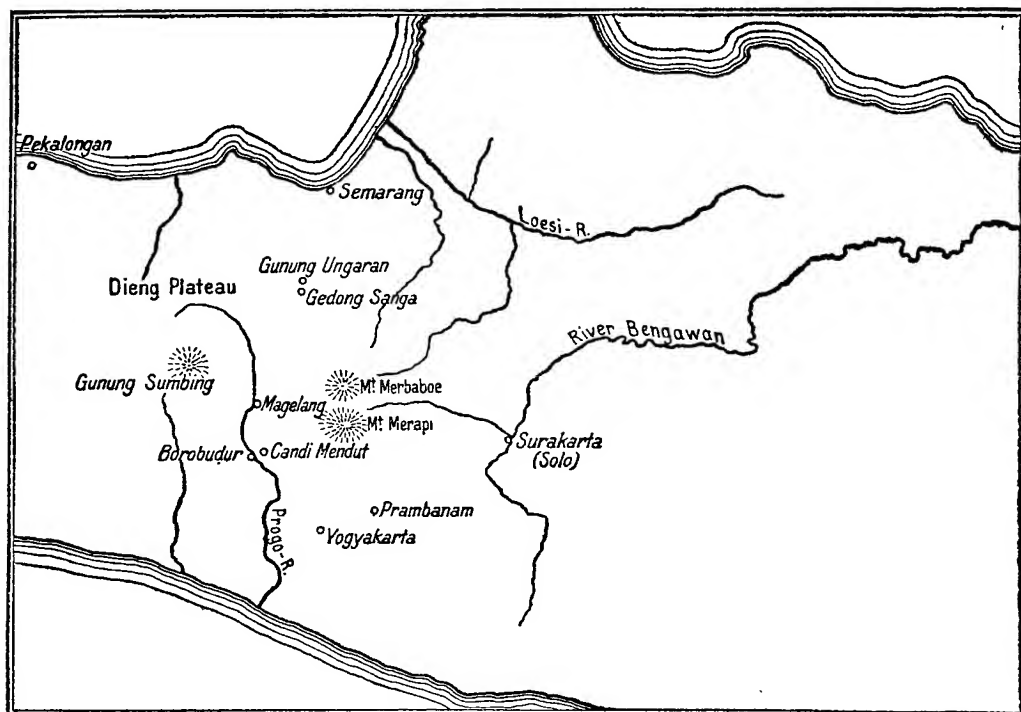 Pekalongan
Semarang
Loesi-R.
Gunung Ungaran
Gedong Sanga
Dieng Plateau
River Bengawan
Gunung Sumbing
Mt. Merbaboe
Magelang
Mt. Merapi
Surakarta
(Solo)
Borobudur
Candi Mendut
Prambanam
Yogyakarta
Progo-R.